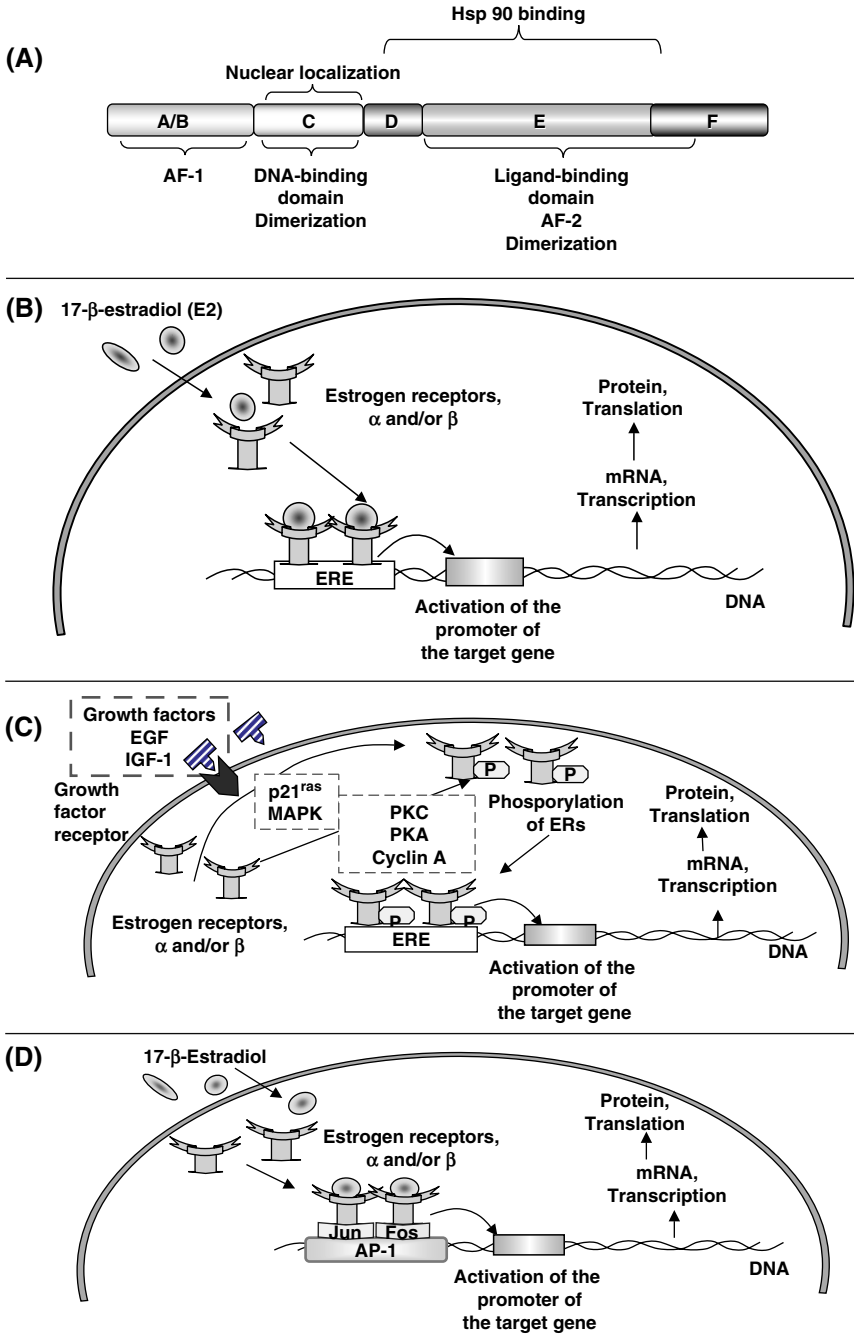 (A)
Hsp 90 binding
Nuclear localization
A/B
C
D
E
F
AF-1
DNA-binding
domain
Dimerization
Ligand-binding
domain
AF-2
Dimerization
(B)
17-β-estradiol (E2)
Estrogen receptors,
α and/or β
Protein,
Translation
mRNA,
Transcription
ERE
DNA
Activation of the
promoter of
the target gene
(C)
Growth factors
EGF
IGF-1
Growth
factor
receptor
p21ras
MAPK
PKC
PKA
Cyclin A
P
P
Phosporylation
of ERs
Protein,
Translation
mRNA,
Transcription
Estrogen receptors,
α and/or β
P
P
ERE
DNA
Activation of the
promoter of
the target gene
(D)
17-β-Estradiol
Estrogen receptors,
α and/or β
Protein,
Translation
mRNA,
Transcription
Jun
Fos
AP-1
DNA
Activation of the
promoter of
the target gene